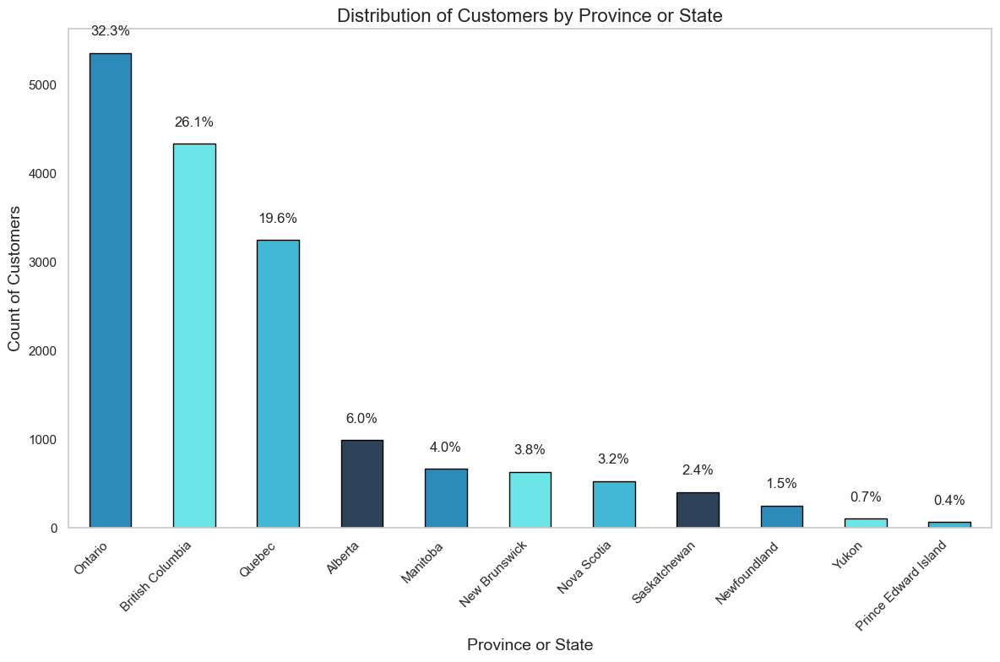 Distribution of Customers by Province or State
32.3%
26.1%
19.6%
6.0%
4.0%
3.8%
3.2%
2.4%
1.5%
0.7%
0.4%
Count of Customers
5000
4000
3000
2000
1000
0
Ontario
British Columbia
Quebec
Alberta
Manitoba
New Brunswick
Nova Scotia
Saskatchewan
Newfoundland
Yukon
Prince Edward Island
Province or State